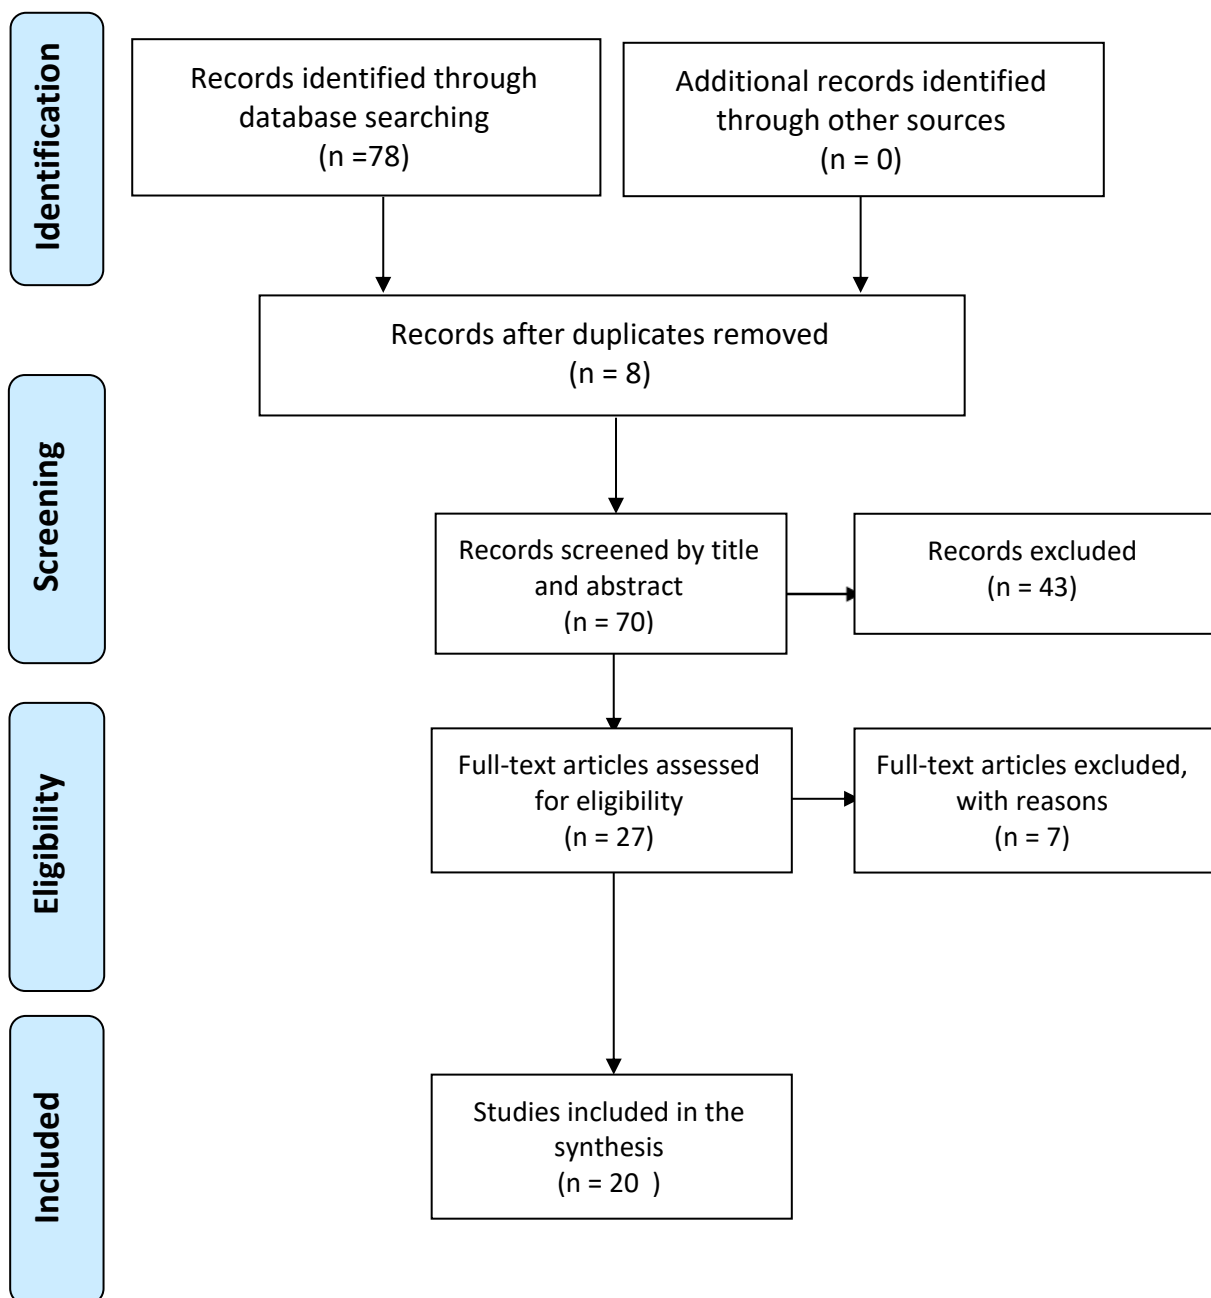 Identification
Records identified through
database searching
(n =78)
Additional records identified
through other sources
(n = 0)
Records after duplicates removed
(n = 8)
Screening
Records screened by title
and abstract
(n = 70)
Records excluded
(n = 43)
Eligibility
Full-text articles assessed
for eligibility
(n = 27)
Full-text articles excluded,
with reasons
(n = 7)
Included
Studies included in the
synthesis
(n = 20  )